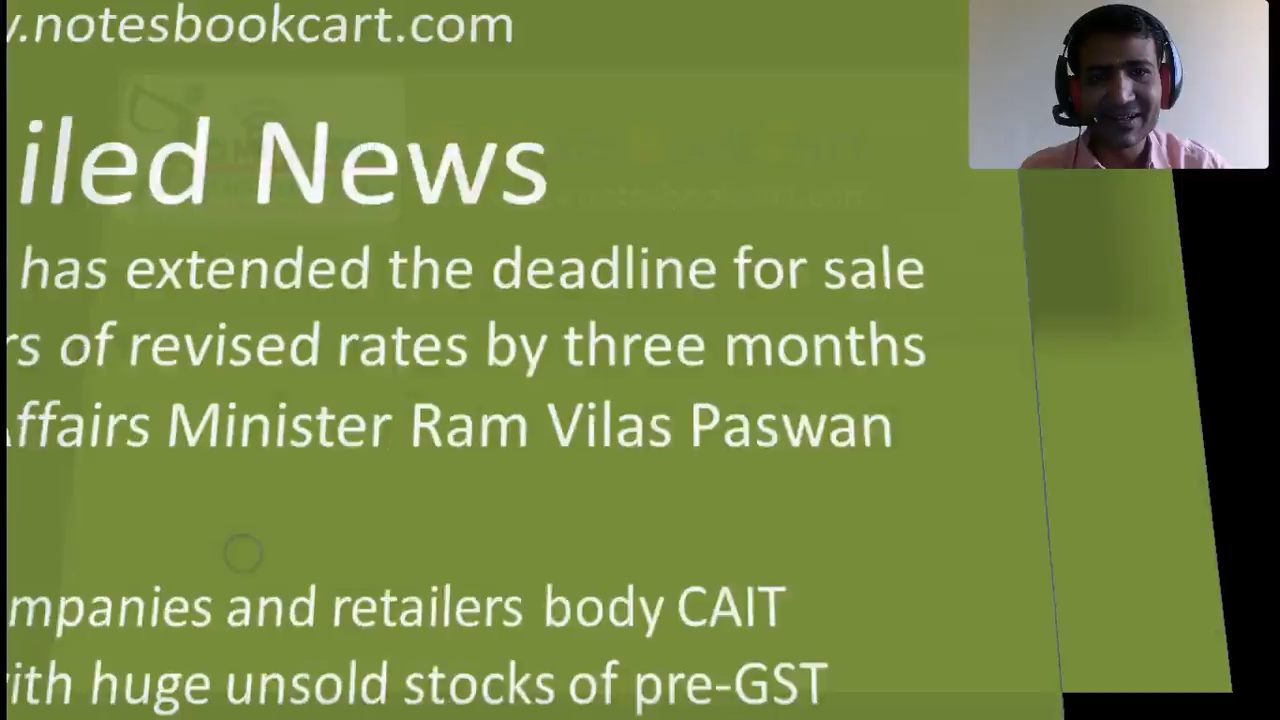 .notesbookcart.com
iled News
has extended the deadline for sale
rs of revised rates by three months
ffairs Minister Ram Vilas Paswan
mpanies and retailers body CAIT
ith huge unsold stocks of pre-GST